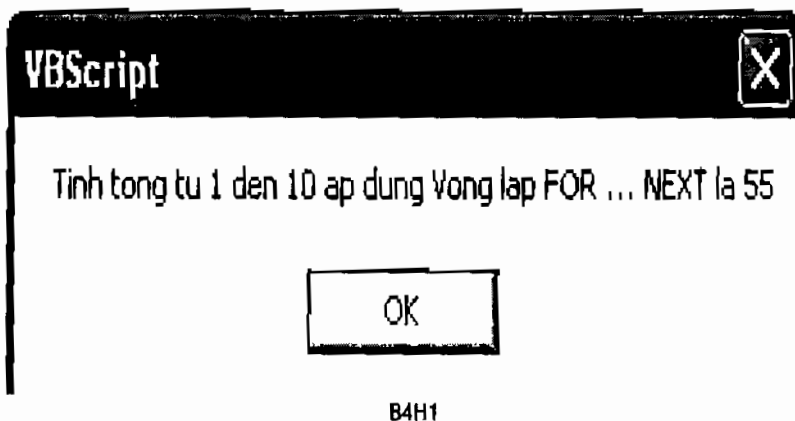 VBScript
Tinh tong tu 1 den 10 ap dung Vong lap FOR ... NEXT la 55
OK
B4H1